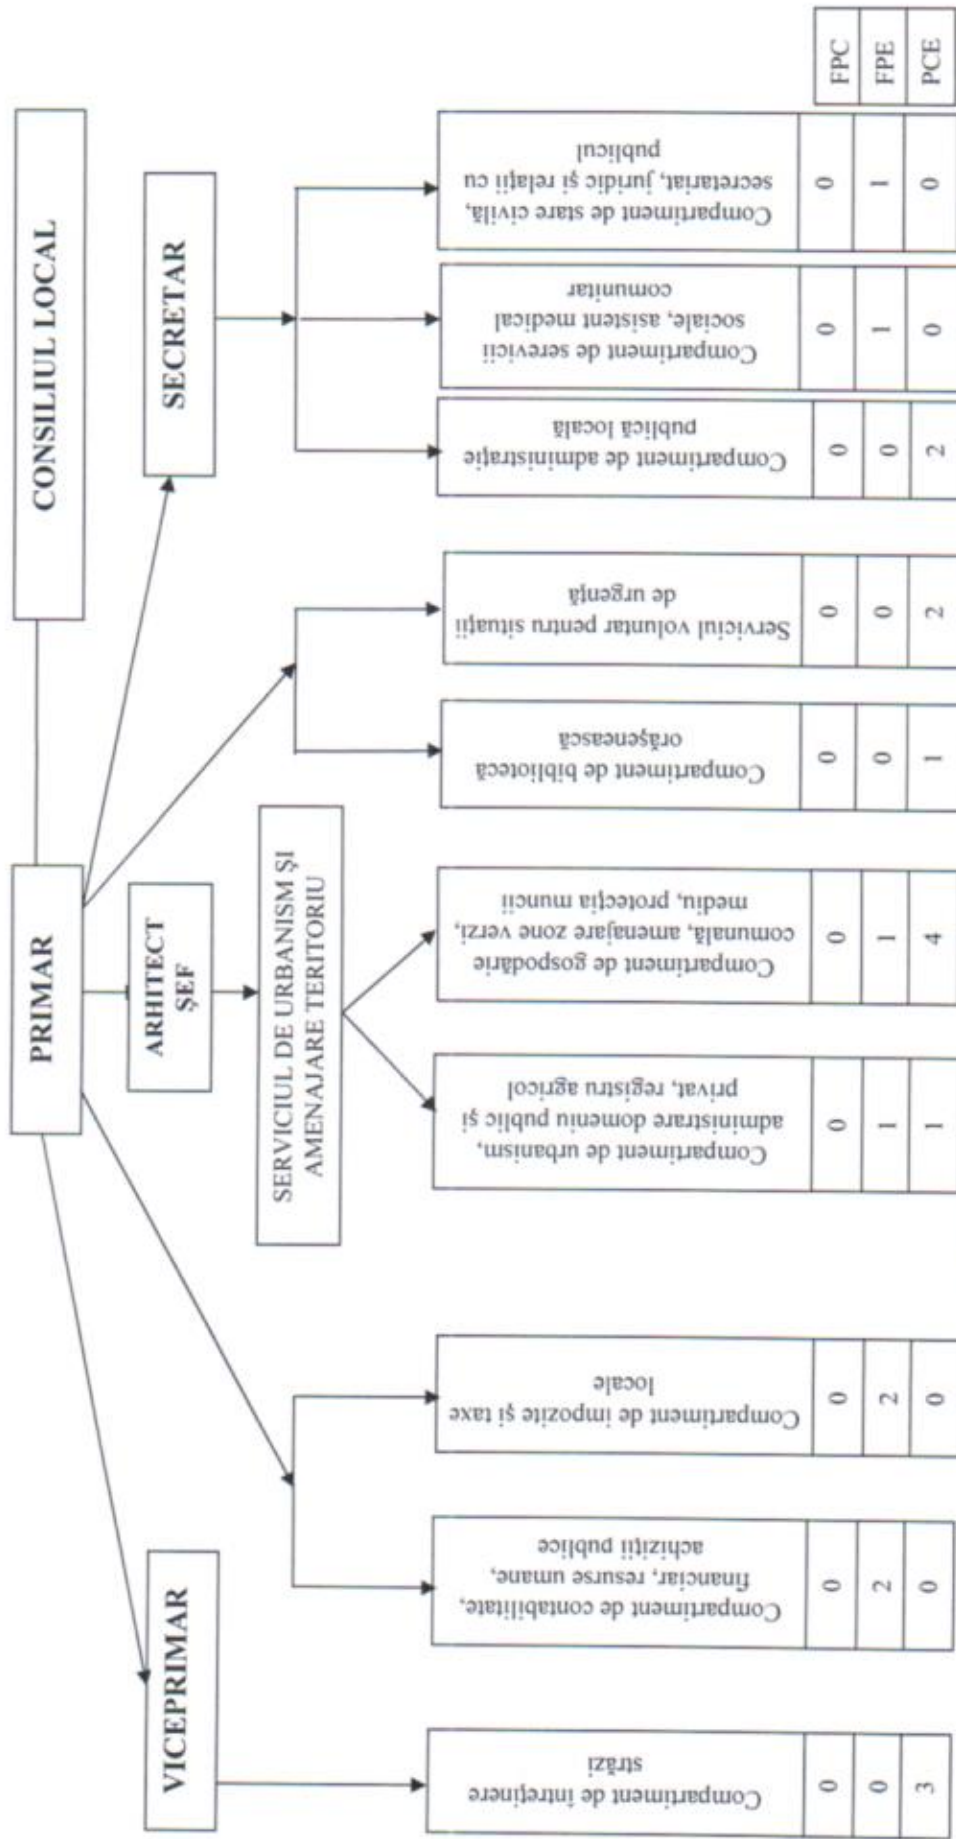 CONSILIUL LOCAL
PRIMAR
VICEPRIMAR
ARHITECT
ŞEF
SECRETAR
SERVICIUL DE URBANISM ŞI
AMENAJARE TERITORIU
Compartiment de întreţinere
străzi
Compartiment de contabilitate,
financiar, resurse umane,
achiziţii publice
Compartiment de impozite şi taxe
locale
Compartiment de urbanism,
administrare domeniu public şi
privat, registru agricol
Compartiment de gospodărie
comunală, amenajare zone verzi,
mediu, protecţia muncii
Compartiment de bibliotecă
orăşenească
Serviciul voluntar pentru situaţii
de urgenţă
Compartiment de administraţie
publică locală
Compartiment de serevicii
sociale, asistent medical
comunitar
Compartiment de stare civilă,
secretariat, juridic şi relaţii cu
publicul
0 0 0 0 0 0 0 0 0 0 FPC
0 2 2 1 1 0 0 0 1 1 FPE
3 0 0 1 4 1 2 2 0 0 PCE